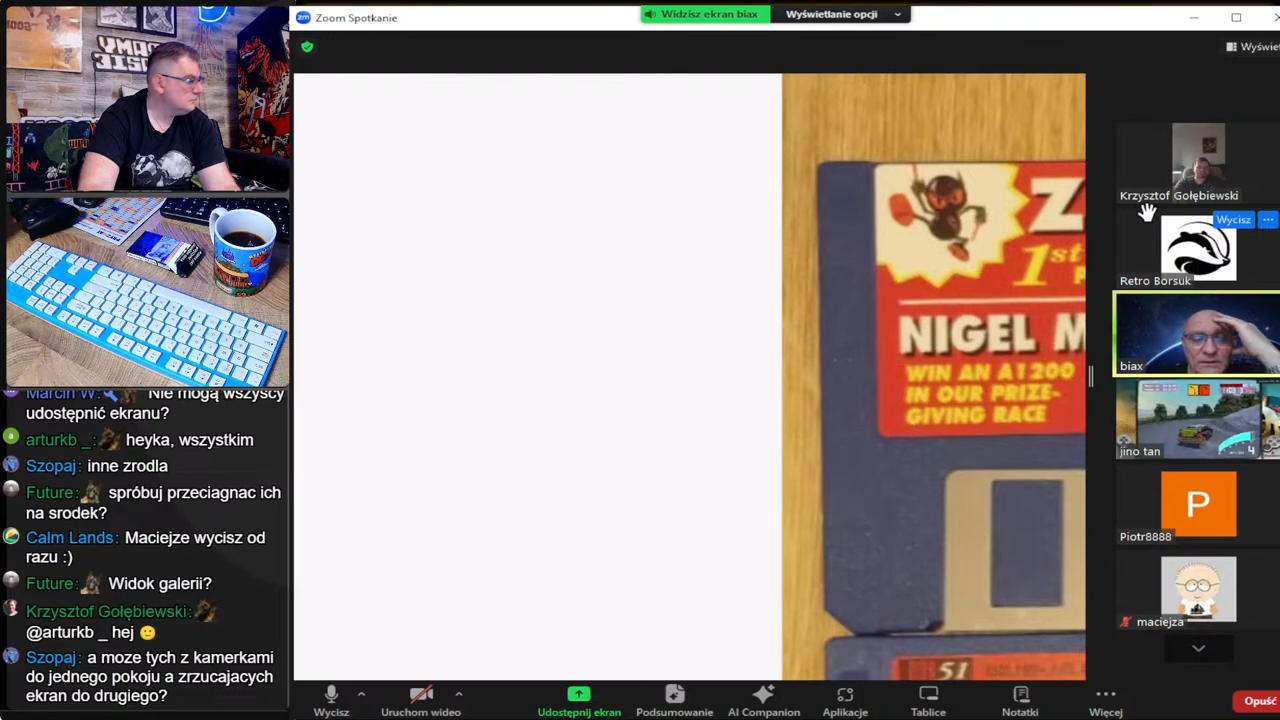 Zoom Spotkanie
Widzisz ekran biax
Wyświetlanie opcji
Wyświet
Z
1st
NIGEL M
WIN AN A1200
IN OUR PRIZE-
GIVING RACE
51
Krzysztof Gołębiewski
Wycisz
Retro Borsuk
biax
4
jino tan
P
Piotr8888
maciejza
Marcin W: Nie mogą wszyscy
udostępnić ekranu?
arturkb _: heyka, wszystkim
Szopaj: inne zrodla
Future: spróbuj przeciagnac ich
na srodek?
Calm Lands: Maciejze wycisz od
razu :)
Future: Widok galerii?
Krzysztof Gołębiewski:
@arturkb _ hej 🙂
Szopaj: a moze tych z kamerkami
do jednego pokoju a zrzucajacych
ekran do drugiego?
Wycisz
Uruchom wideo
Udostępnij ekran
Podsumowanie
AI Companion
Aplikacje
Tablice
Notatki
Więcej
Opuść